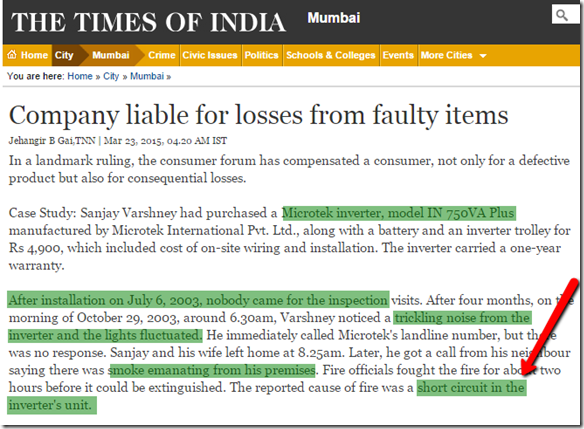 THE TIMES OF INDIA Mumbai
Home City Mumbai Crime Civic Issues Politics Schools & Colleges Events More Cities
You are here: Home » City » Mumbai »
Company liable for losses from faulty items
Jehangir B Gai,TNN | Mar 23, 2015, 04.20 AM IST
In a landmark ruling, the consumer forum has compensated a consumer, not only for a defective
product but also for consequential losses.
Case Study: Sanjay Varshney had purchased a Microtek inverter, model IN 750VA Plus
manufactured by Microtek International Pvt. Ltd., along with a battery and an inverter trolley for
Rs 4,900, which included cost of on-site wiring and installation. The inverter carried a one-year
warranty.
After installation on July 6, 2003, nobody came for the inspection visits. After four months, on the
morning of October 29, 2003, around 6.30am, Varshney noticed a trickling noise from the
inverter and the lights fluctuated. He immediately called Microtek's landline number, but there
was no response. Sanjay and his wife left home at 8.25am. Later, he got a call from his neighbour
saying there was smoke emanating from his premises. Fire officials fought the fire for about two
hours before it could be extinguished. The reported cause of fire was a short circuit in the
inverter's unit.